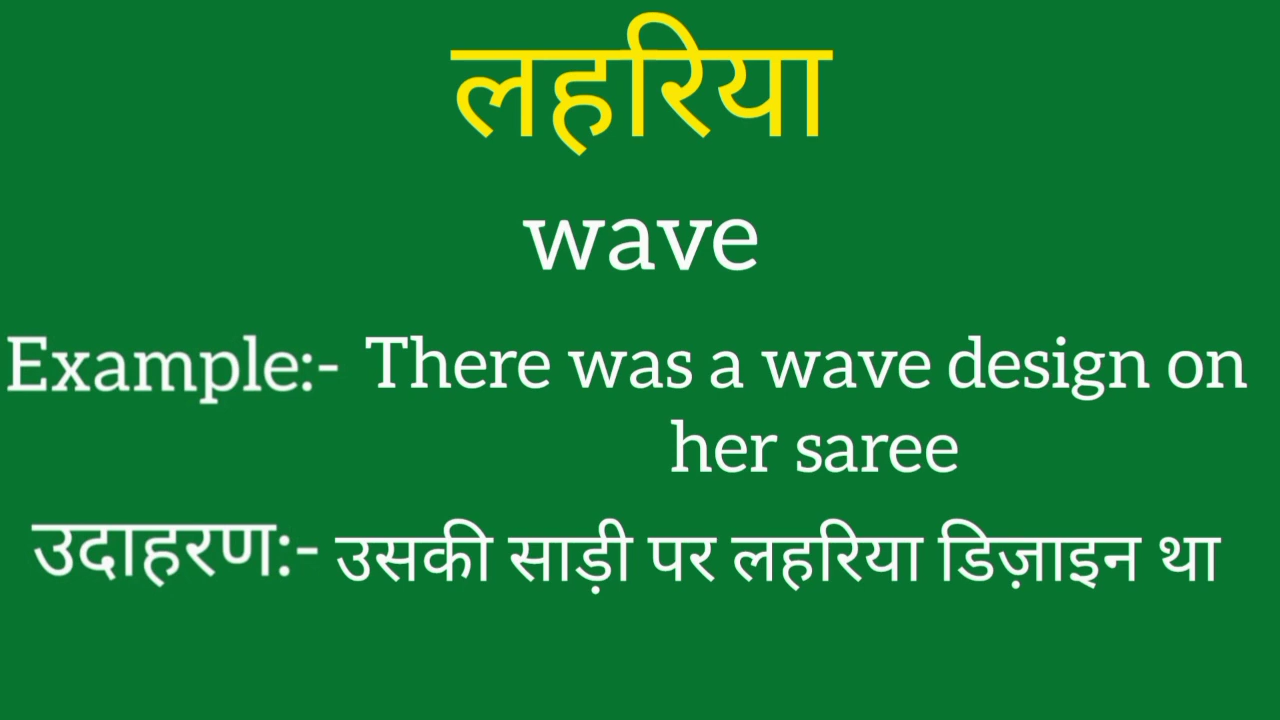 लहरिया
wave
Example:- There was a wave design on
her saree
उदाहरण:- उसकी साड़ी पर लहरिया डिज़ाइन था